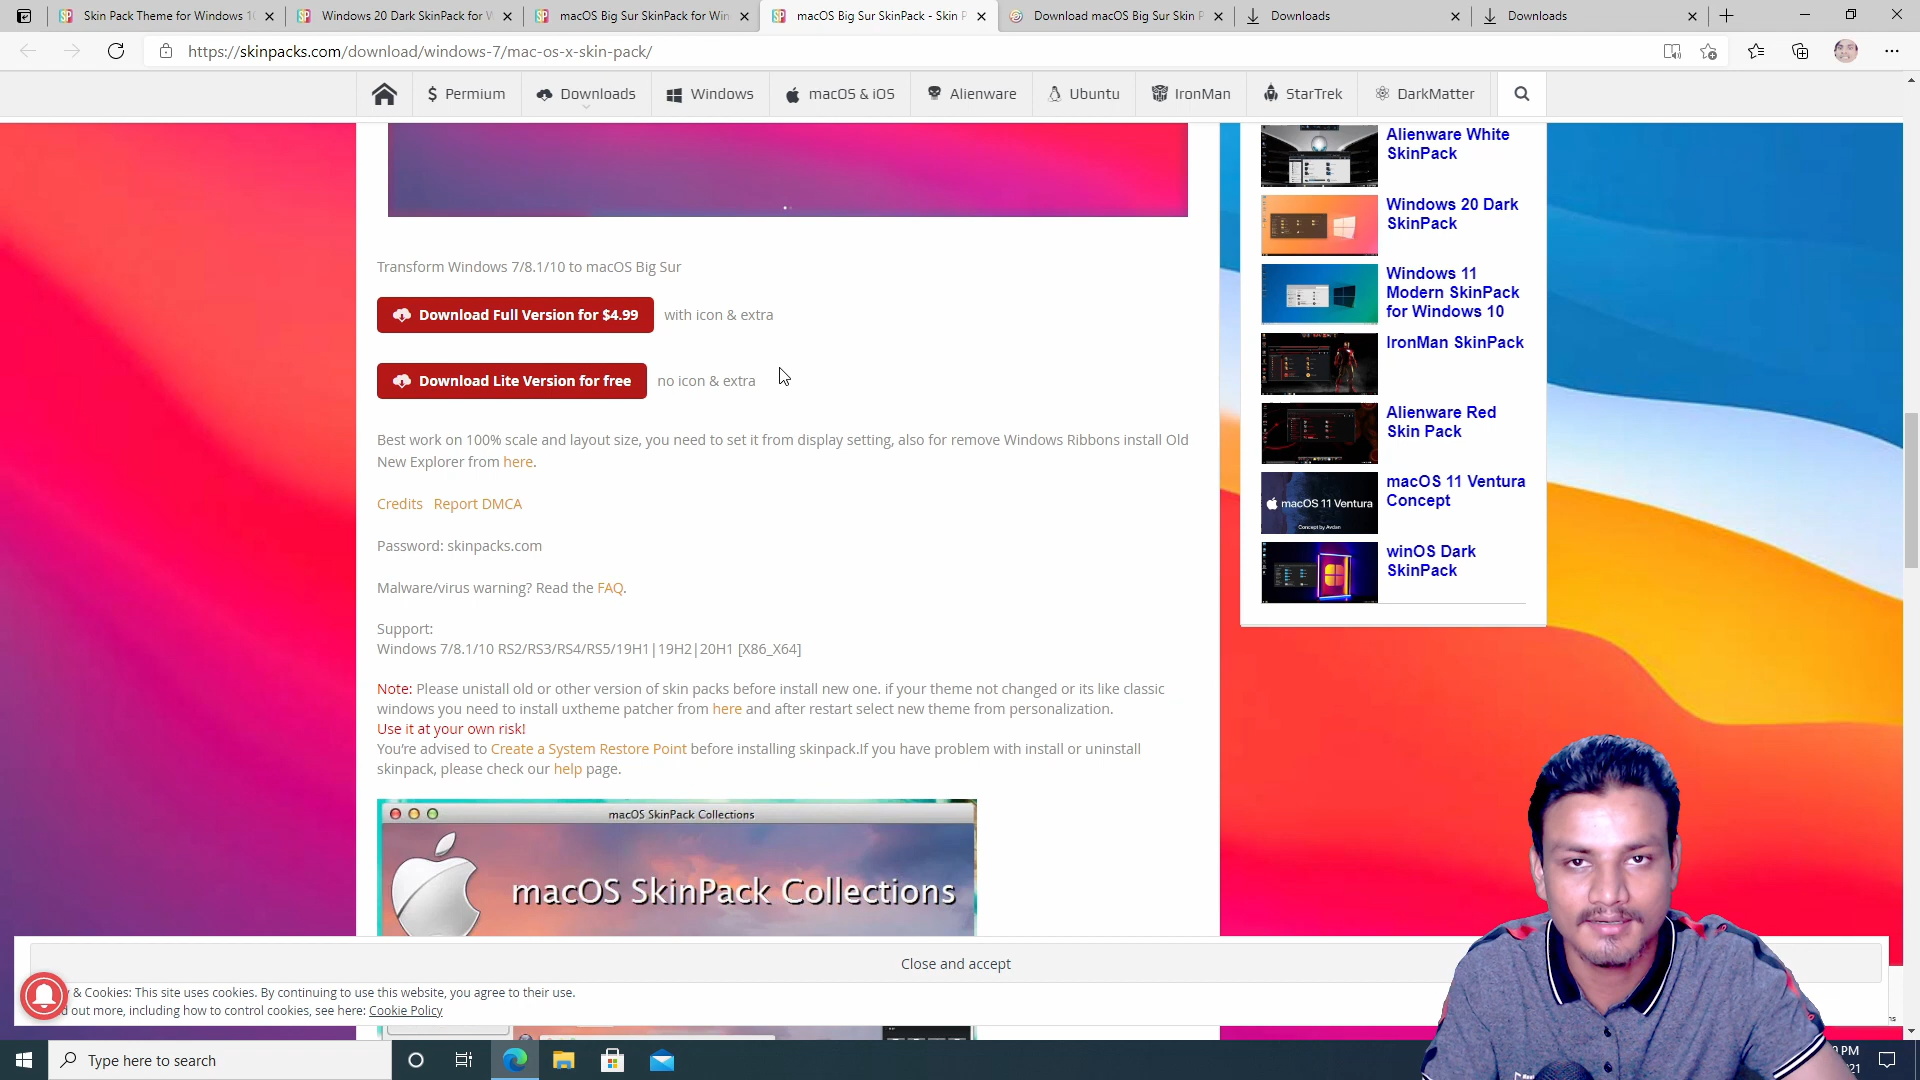 Skin Pack Theme for Windows 1
Windows 20 Dark SkinPack for W
macOS Big Sur SkinPack for Win
macOS Big Sur SkinPack - Skin P
Download macOS Big Sur Skin P
Downloads
Downloads
https://skinpacks.com/download/windows-7/mac-os-x-skin-pack/
$ Permium
Downloads
Windows
macOS & iOS
Alienware
Ubuntu
IronMan
StarTrek
DarkMatter
Transform Windows 7/8.1/10 to macOS Big Sur
Download Full Version for $4.99 with icon & extra
Download Lite Version for free no icon & extra
Best work on 100% scale and layout size, you need to set it from display setting, also for remove Windows Ribbons install Old
New Explorer from here.
Credits Report DMCA
Password: skinpacks.com
Malware/virus warning? Read the FAQ.
Support:
Windows 7/8.1/10 RS2/RS3/RS4/RS5/19H1|19H2|20H1 [X86_X64]
Note: Please unistall old or other version of skin packs before install new one. if your theme not changed or its like classic
windows you need to install uxtheme patcher from here and after restart select new theme from personalization.
Use it at your own risk!
You're advised to Create a System Restore Point before installing skinpack.If you have problem with install or uninstall
skinpack, please check our help page.
macOS SkinPack Collections
macOS SkinPack Collections
Alienware White
SkinPack
Windows 20 Dark
SkinPack
Windows 11
Modern SkinPack
for Windows 10
IronMan SkinPack
Alienware Red
Skin Pack
macOS 11 Ventura
Concept by Avdan
macOS 11 Ventura
Concept
winOS Dark
SkinPack
Close and accept
& Cookies: This site uses cookies. By continuing to use this website, you agree to their use.
out more, including how to control cookies, see here: Cookie Policy
Type here to search
PM
21